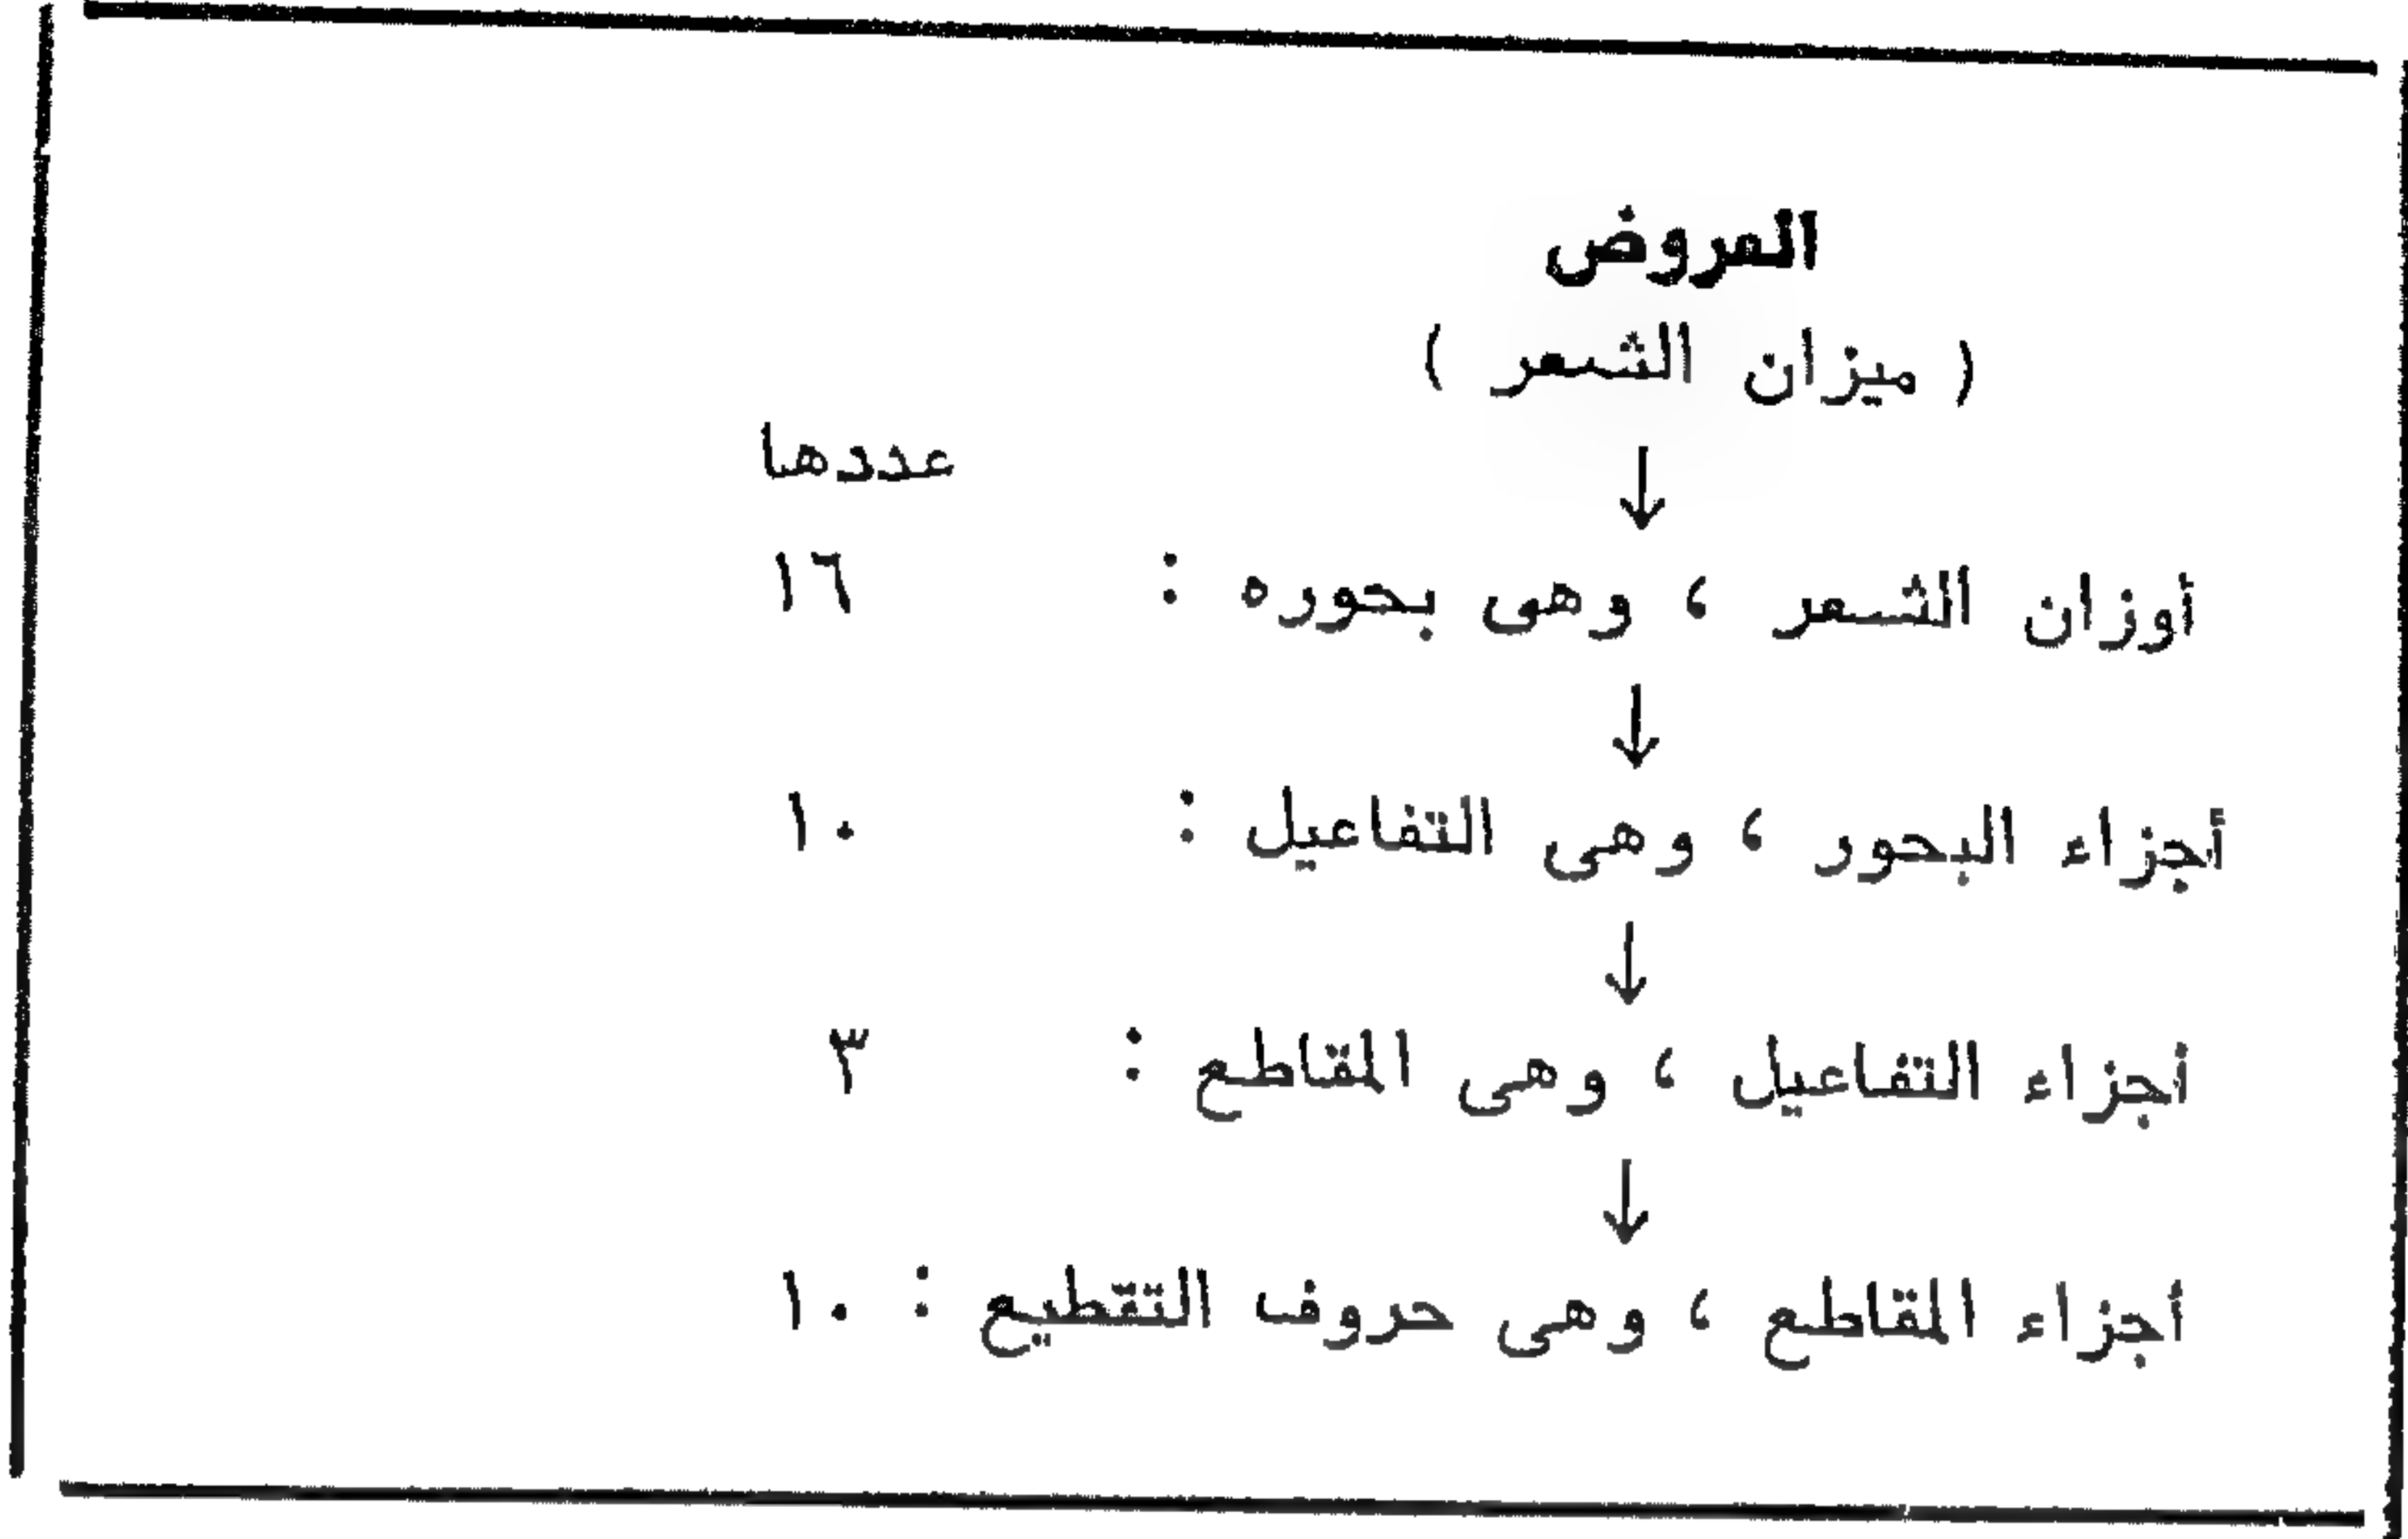 العروض
( ميزان الشعر )
↓
عددها
أوزان الشعر ، وهى بحوره : ١٦
↓
أجزاء البحور ، وهى التفاعيل : ١٠
↓
أجزاء التفاعيل ، وهى المقاطع : ٣
↓
أجزاء المقاطع ، وهى حروف التقطيع : ١٠